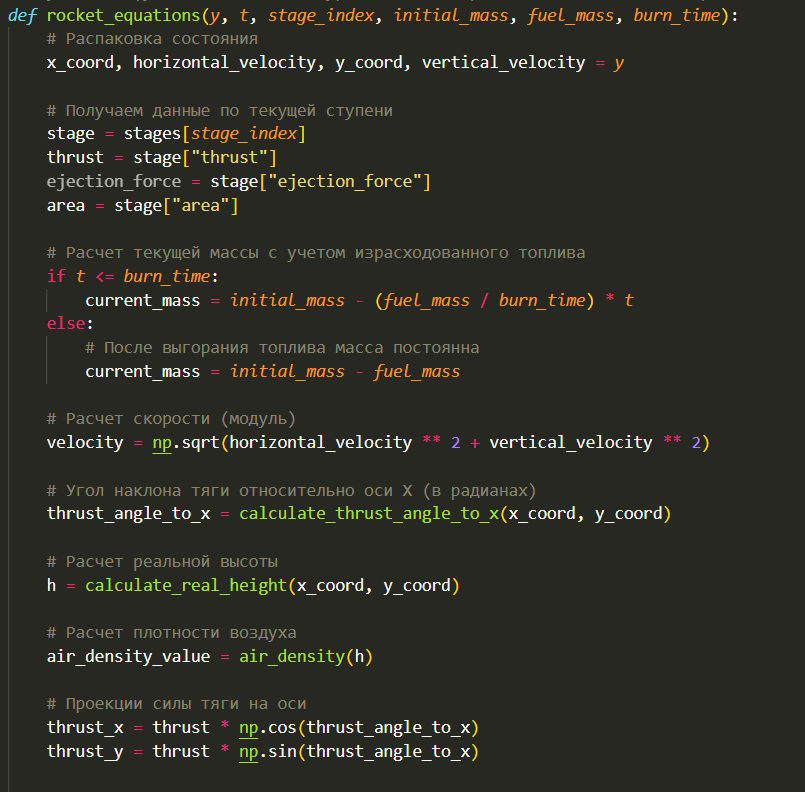 def rocket_equations(y, t, stage_index, initial_mass, fuel_mass, burn_time):
# Распаковка состояния
x_coord, horizontal_velocity, y_coord, vertical_velocity = y
# Получаем данные по текущей ступени
stage = stages[stage_index]
thrust = stage["thrust"]
ejection_force = stage["ejection_force"]
area = stage["area"]
# Расчет текущей массы с учетом израсходованного топлива
if t <= burn_time:
current_mass = initial_mass - (fuel_mass / burn_time) * t
else:
# После выгорания топлива масса постоянна
current_mass = initial_mass - fuel_mass
# Расчет скорости (модуль)
velocity = np.sqrt(horizontal_velocity ** 2 + vertical_velocity ** 2)
# Угол наклона тяги относительно оси X (в радианах)
thrust_angle_to_x = calculate_thrust_angle_to_x(x_coord, y_coord)
# Расчет реальной высоты
h = calculate_real_height(x_coord, y_coord)
# Расчет плотности воздуха
air_density_value = air_density(h)
# Проекции силы тяги на оси
thrust_x = thrust * np.cos(thrust_angle_to_x)
thrust_y = thrust * np.sin(thrust_angle_to_x)